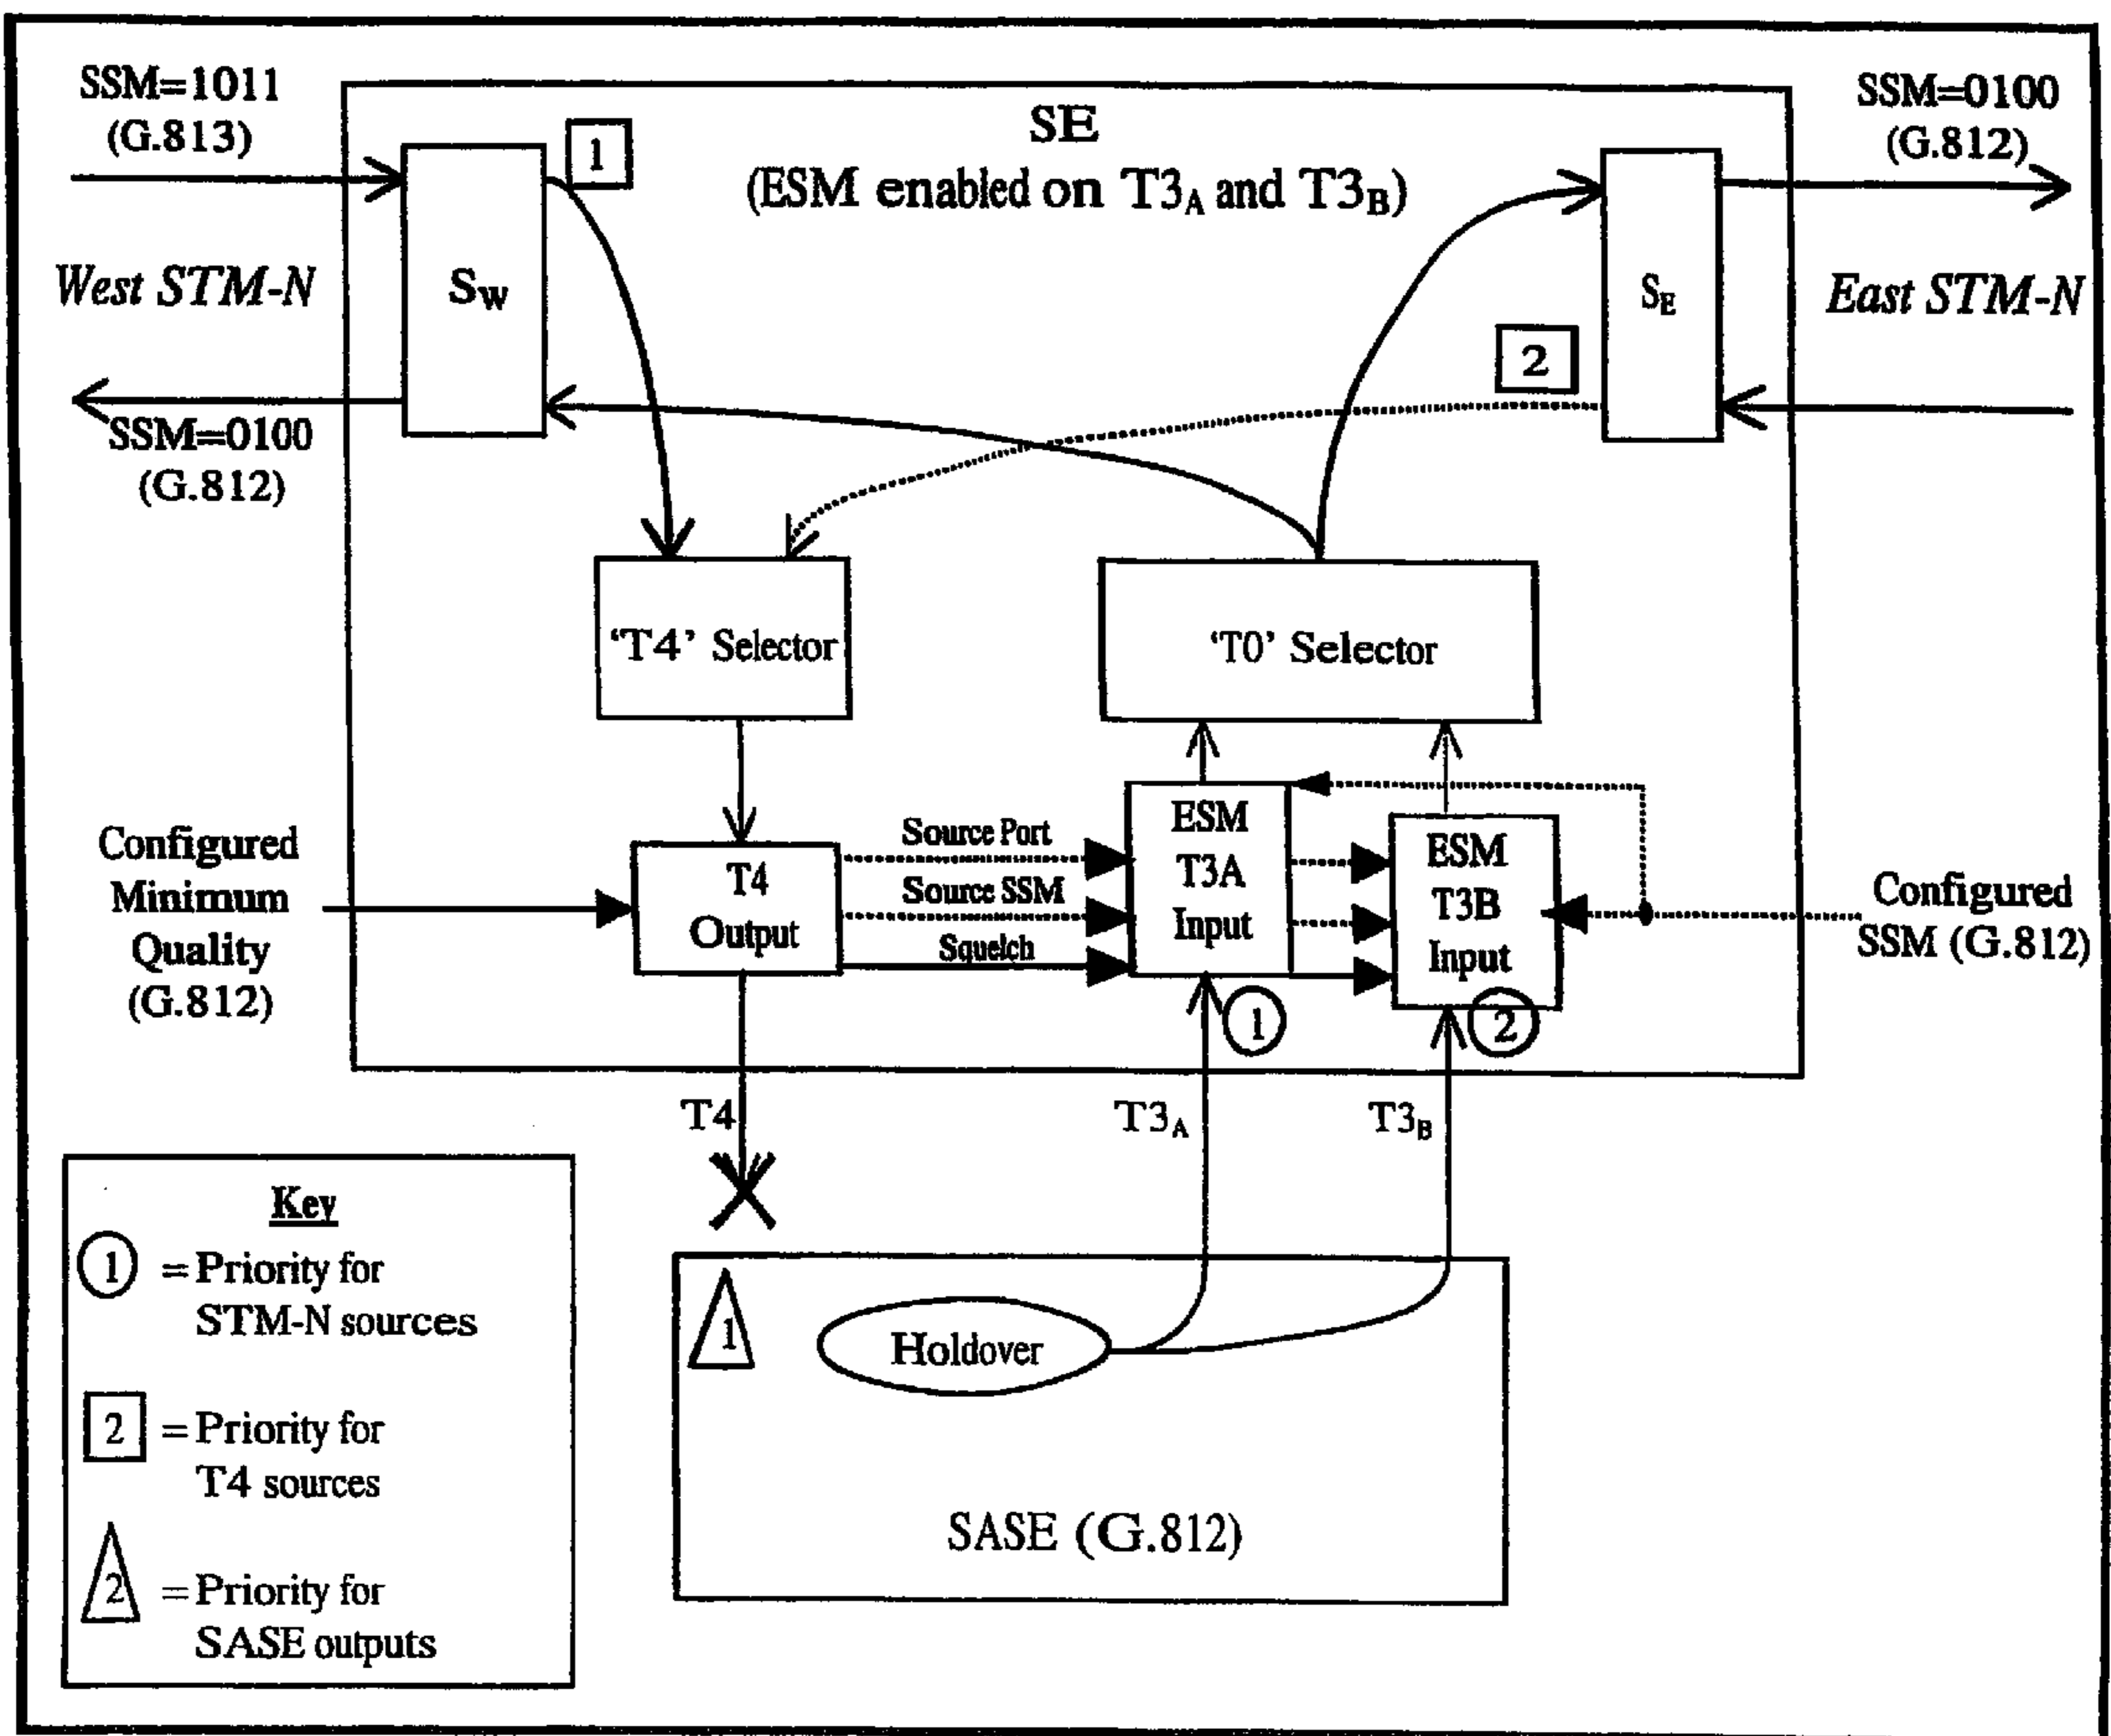 SSM=1011
(G.813)
SE
(ESM enabled on T3A and T3B)
SSM=0100
(G.812)
1
West STM-N
SW
SE
East STM-N
2
SSM=0100
(G.812)
‘T4’ Selector
‘T0’ Selector
Configured
Minimum
Quality
(G.812)
T4
Output
Source Port
Source SSM
Squelch
ESM
T3A
Input
ESM
T3B
Input
Configured
SSM (G.812)
1
2
T4
T3A
T3B
Key
1 = Priority for
STM-N sources
2 = Priority for
T4 sources
2 = Priority for
SASE outputs
1
Holdover
SASE (G.812)